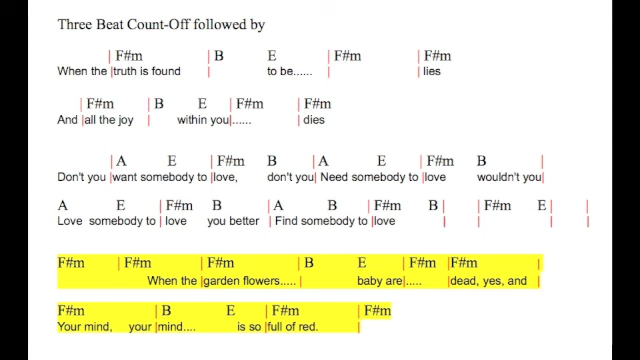 Three Beat Count-Off followed by
| F#m | B E | F#m | F#m
When the |truth is found | to be...... | | lies
| F#m | B E | F#m | F#m
And |all the joy | within you|...... | dies
| A E | F#m B | A E | F#m B |
Don't you |want somebody to |love, don't you| Need somebody to |love wouldn't you|
A E | F#m B | A B | F#m B | | F#m E | |
Love somebody to | love you better | Find somebody to |love | | | |
F#m | F#m | F#m | B E | F#m | F#m |
When the |garden flowers..... | baby are|..... |dead, yes, and |
F#m | B E | F#m | F#m
Your mind, your |mind.... is so |full of red. |